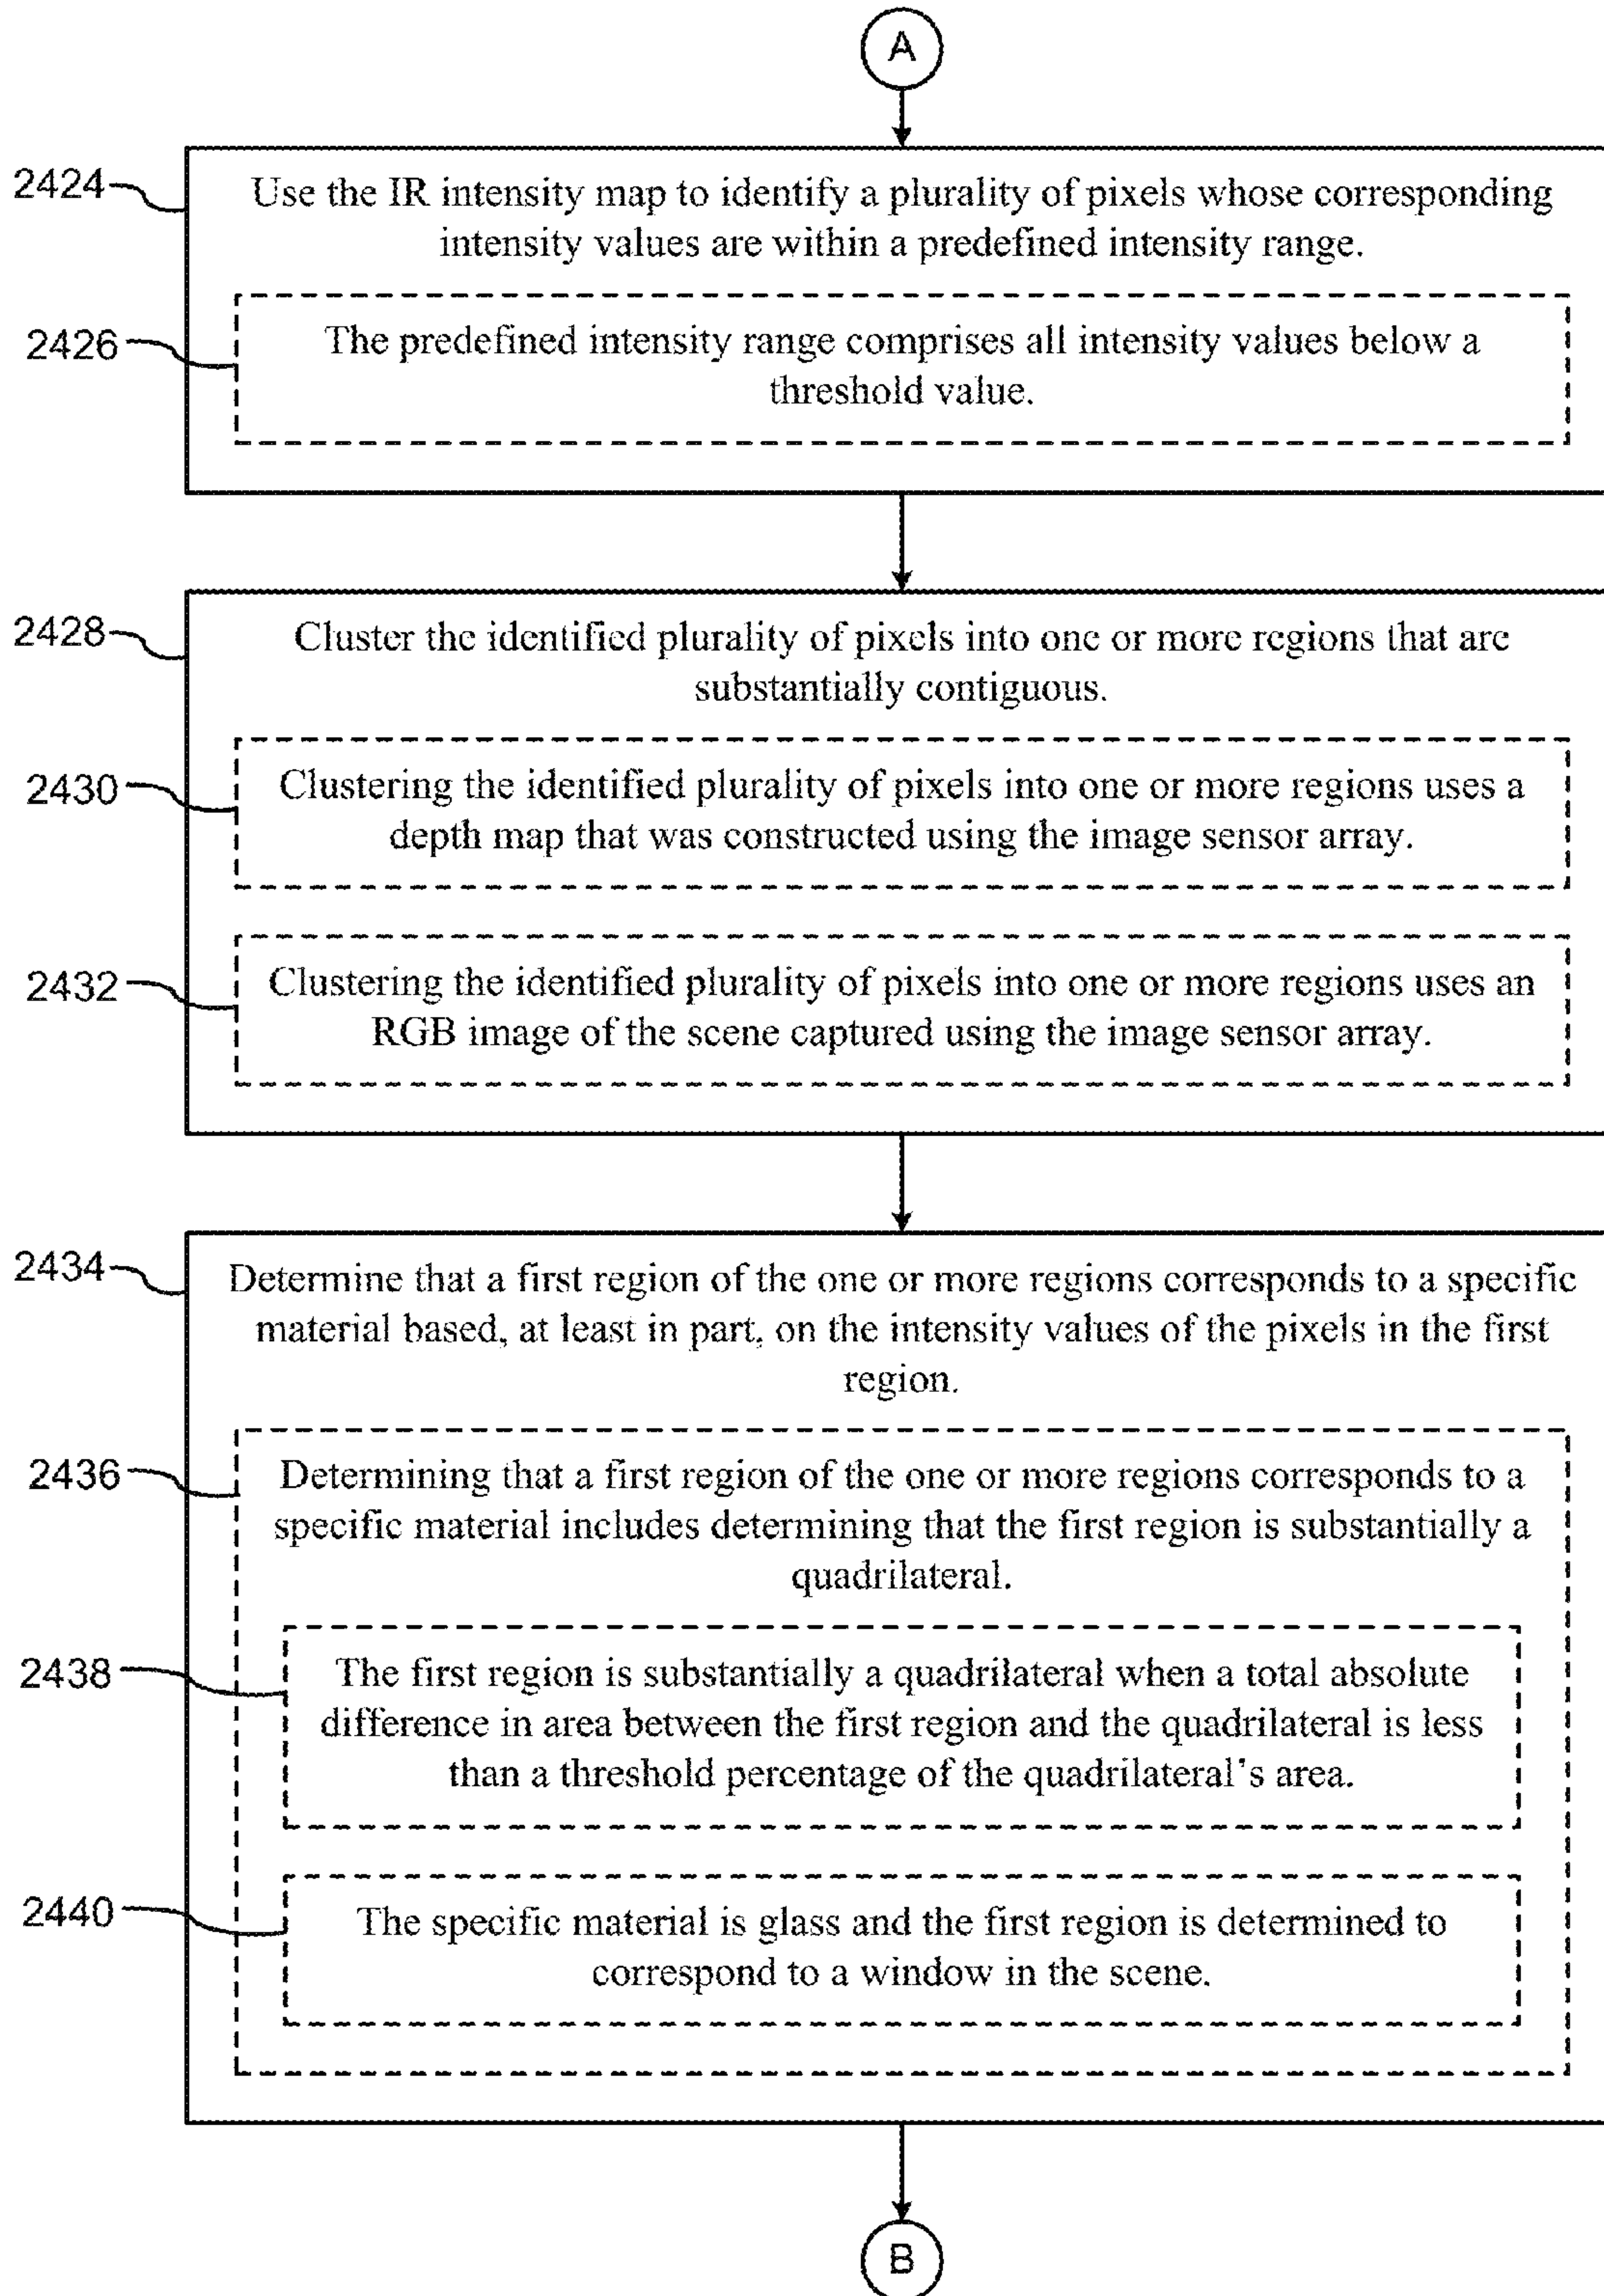 A
2424
Use the IR intensity map to identify a plurality of pixels whose corresponding
intensity values are within a predefined intensity range.
2426
The predefined intensity range comprises all intensity values below a
threshold value.
2428
Cluster the identified plurality of pixels into one or more regions that are
substantially contiguous.
2430
Clustering the identified plurality of pixels into one or more regions uses a
depth map that was constructed using the image sensor array.
2432
Clustering the identified plurality of pixels into one or more regions uses an
RGB image of the scene captured using the image sensor array.
2434
Determine that a first region of the one or more regions corresponds to a specific
material based, at least in part, on the intensity values of the pixels in the first
region.
2436
Determining that a first region of the one or more regions corresponds to a
specific material includes determining that the first region is substantially a
quadrilateral.
2438
The first region is substantially a quadrilateral when a total absolute
difference in area between the first region and the quadrilateral is less
than a threshold percentage of the quadrilateral's area.
2440
The specific material is glass and the first region is determined to
correspond to a window in the scene.
B